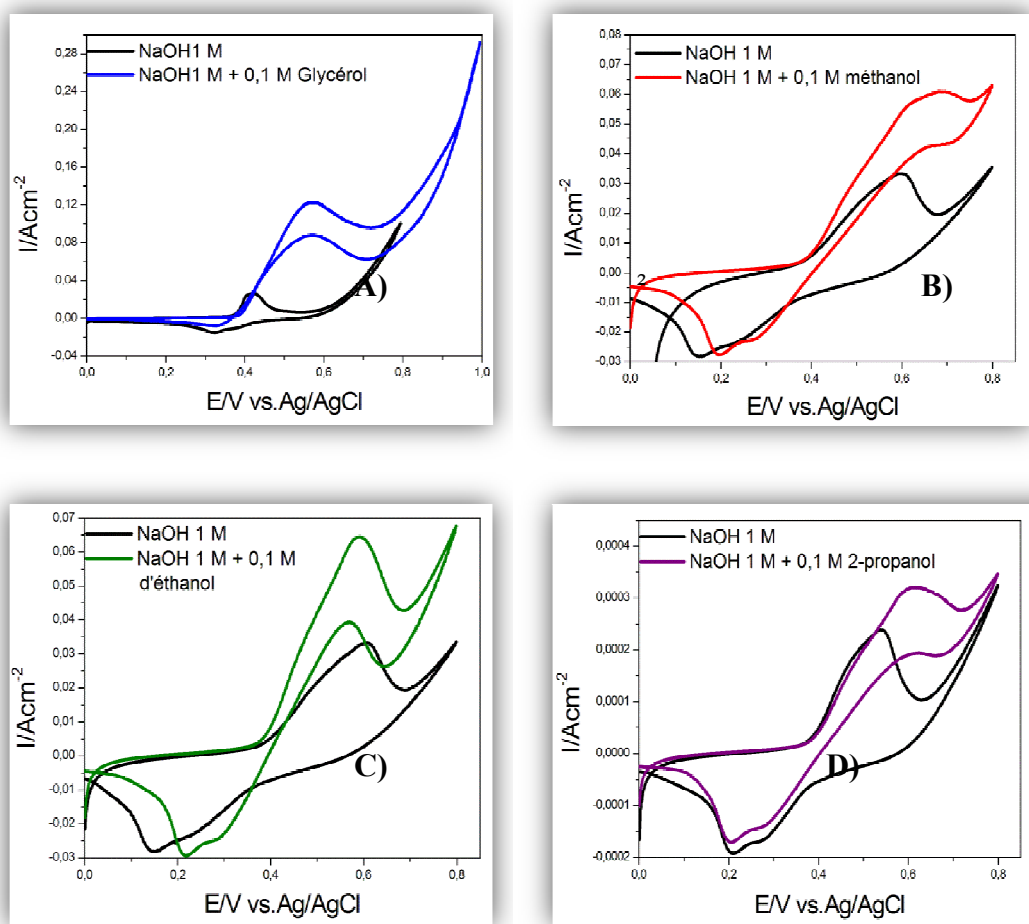 NaOH1 M
NaOH1 M + 0,1 M Glycérol
I/Acm-2
0,28
0,24
0,20
0,16
0,12
0,08
0,04
0,00
-0,04
A)
0,0 0,2 0,4 0,6 0,8 1,0
E/V vs.Ag/AgCl
NaOH 1 M
NaOH 1 M + 0,1 M méthanol
I/Acm-2
0,08
0,07
0,06
0,05
0,04
0,03
0,02
0,01
0,00
2
-0,01
-0,02
-0,03
B)
0,0 0,2 0,4 0,6 0,8
E/V vs.Ag/AgCl
NaOH 1 M
NaOH 1 M + 0,1 M
d'éthanol
I/Acm-2
0,07
0,06
0,05
0,04
0,03
0,02
0,01
0,00
-0,01
-0,02
-0,03
C)
0,0 0,2 0,4 0,6 0,8
E/V vs.Ag/AgCl
NaOH 1 M
NaOH 1 M + 0,1 M 2-propanol
I/Acm-2
0,0004
0,0003
0,0002
0,0001
0,0000
-0,0001
-0,0002
D)
0,0 0,2 0,4 0,6 0,8
E/V vs.Ag/AgCl